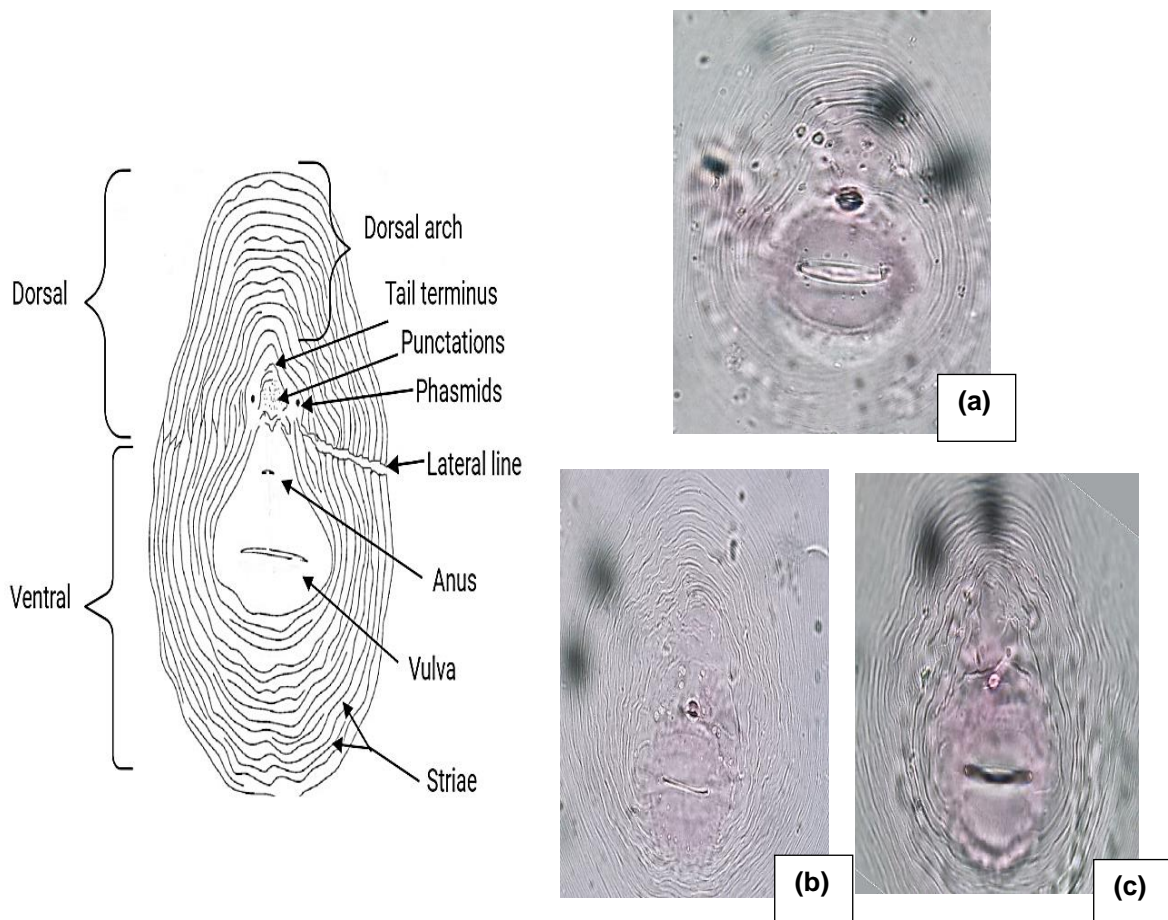 Dorsal
Ventral
Dorsal arch
Tail terminus
Punctations
Phasmids
Lateral line
Anus
Vulva
Striae
(a)
(b)
(c)